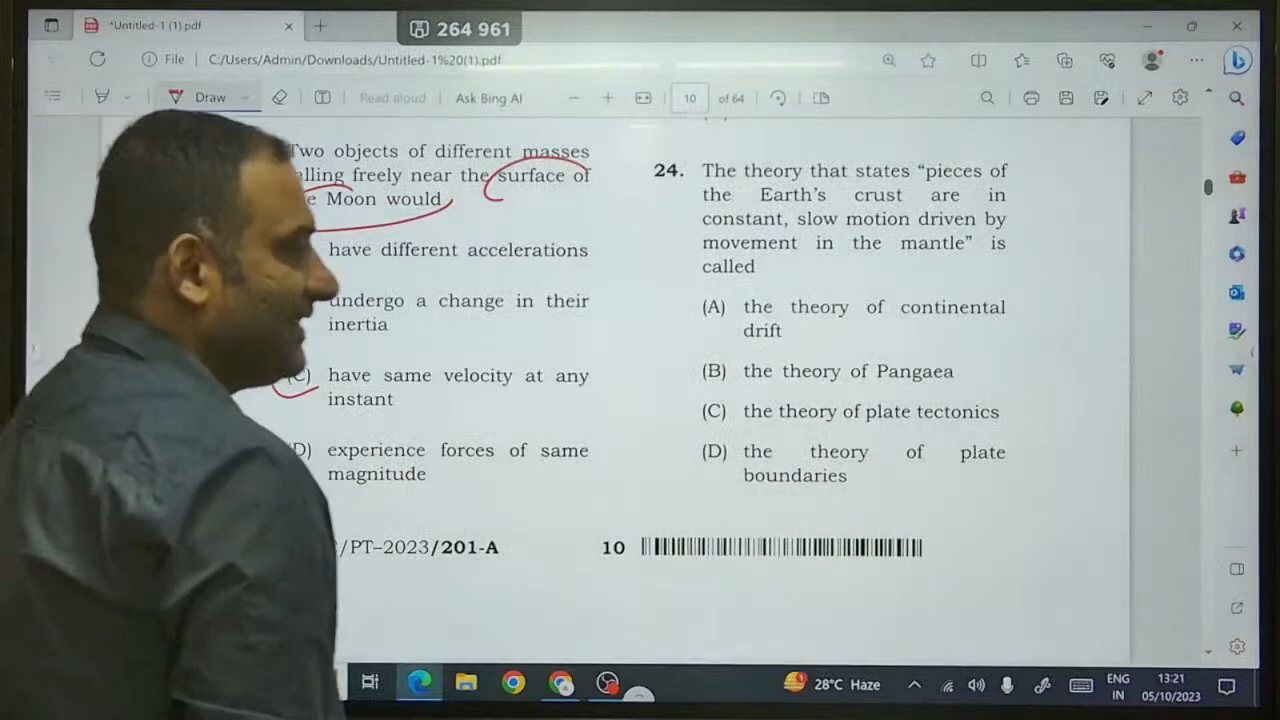 *Untitled-1 (1).pdf
264 961
File
C:/Users/Admin/Downloads/Untitled-1%20(1).pdf
Draw
Read aloud
Ask Bing AI
10
of 64
Two objects of different masses
falling freely near the surface of
Moon would
have different accelerations
undergo a change in their
inertia
(C) have same velocity at any
instant
(D) experience forces of same
magnitude
/PT–2023/201-A
24. The theory that states “pieces of
the Earth’s crust are in
constant, slow motion driven by
movement in the mantle” is
called
(A) the theory of continental
drift
(B) the theory of Pangaea
(C) the theory of plate tectonics
(D) the theory of plate
boundaries
10
28°C Haze
ENG
IN
13:21
05/10/2023